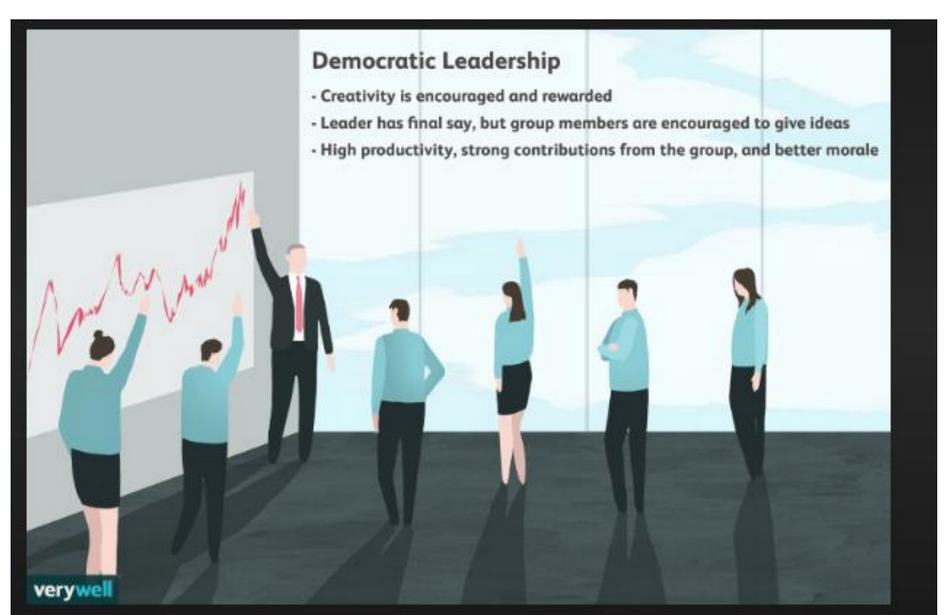 Democratic Leadership
- Creativity is encouraged and rewarded
- Leader has final say, but group members are encouraged to give ideas
- High productivity, strong contributions from the group, and better morale
verywell